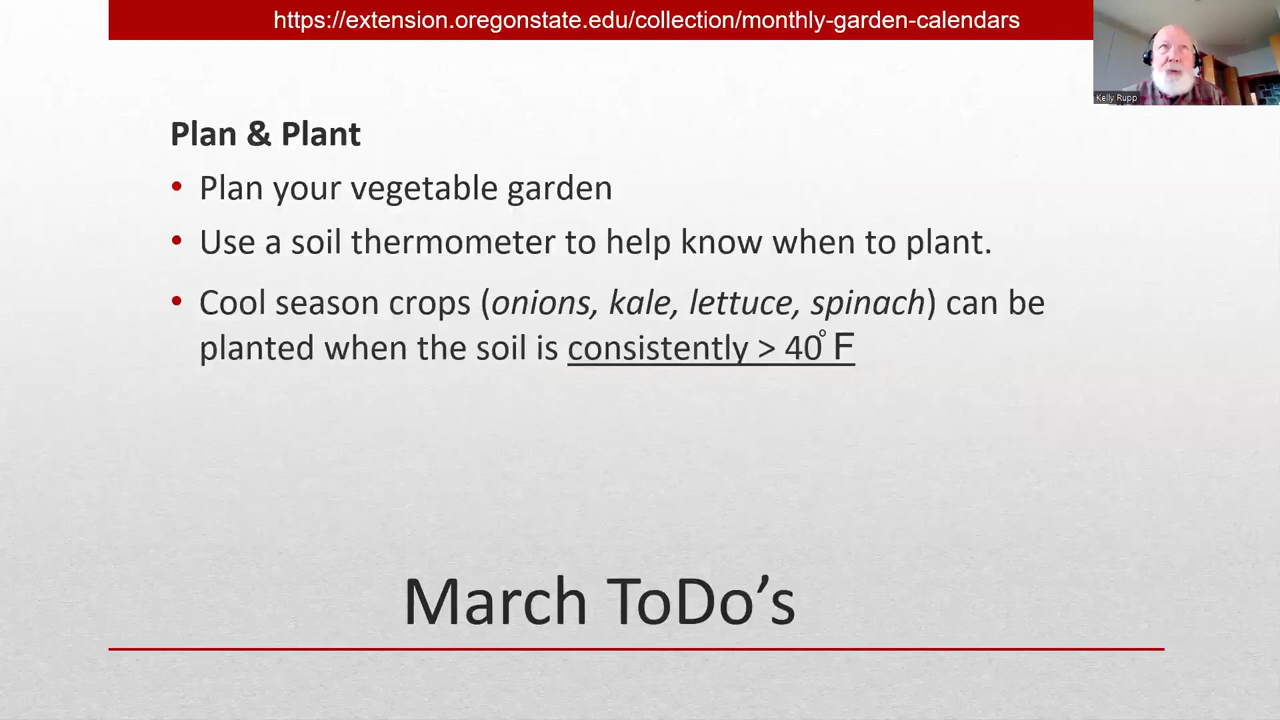 https://extension.oregonstate.edu/collection/monthly-garden-calendars
Kelly Rupp
Plan & Plant
• Plan your vegetable garden
• Use a soil thermometer to help know when to plant.
• Cool season crops (onions, kale, lettuce, spinach) can be
planted when the soil is consistently > 40° F
March ToDo’s